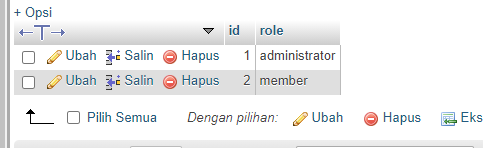 + Opsi
id role
Ubah Salin Hapus 1 administrator
Ubah Salin Hapus 2 member
Pilih Semua Dengan pilihan: Ubah Hapus Eks